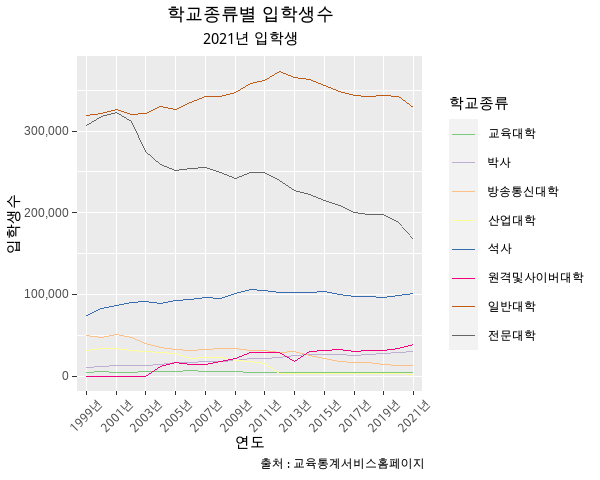 학교종류별 입학생수
2021년 입학생
입학생수
300,000
200,000
100,000
0
1999년
2001년
2003년
2005년
2007년
2009년
2011년
2013년
2015년
2017년
2019년
2021년
연도
학교종류
교육대학
박사
방송통신대학
산업대학
석사
원격및사이버대학
일반대학
전문대학
출처 : 교육통계서비스홈페이지